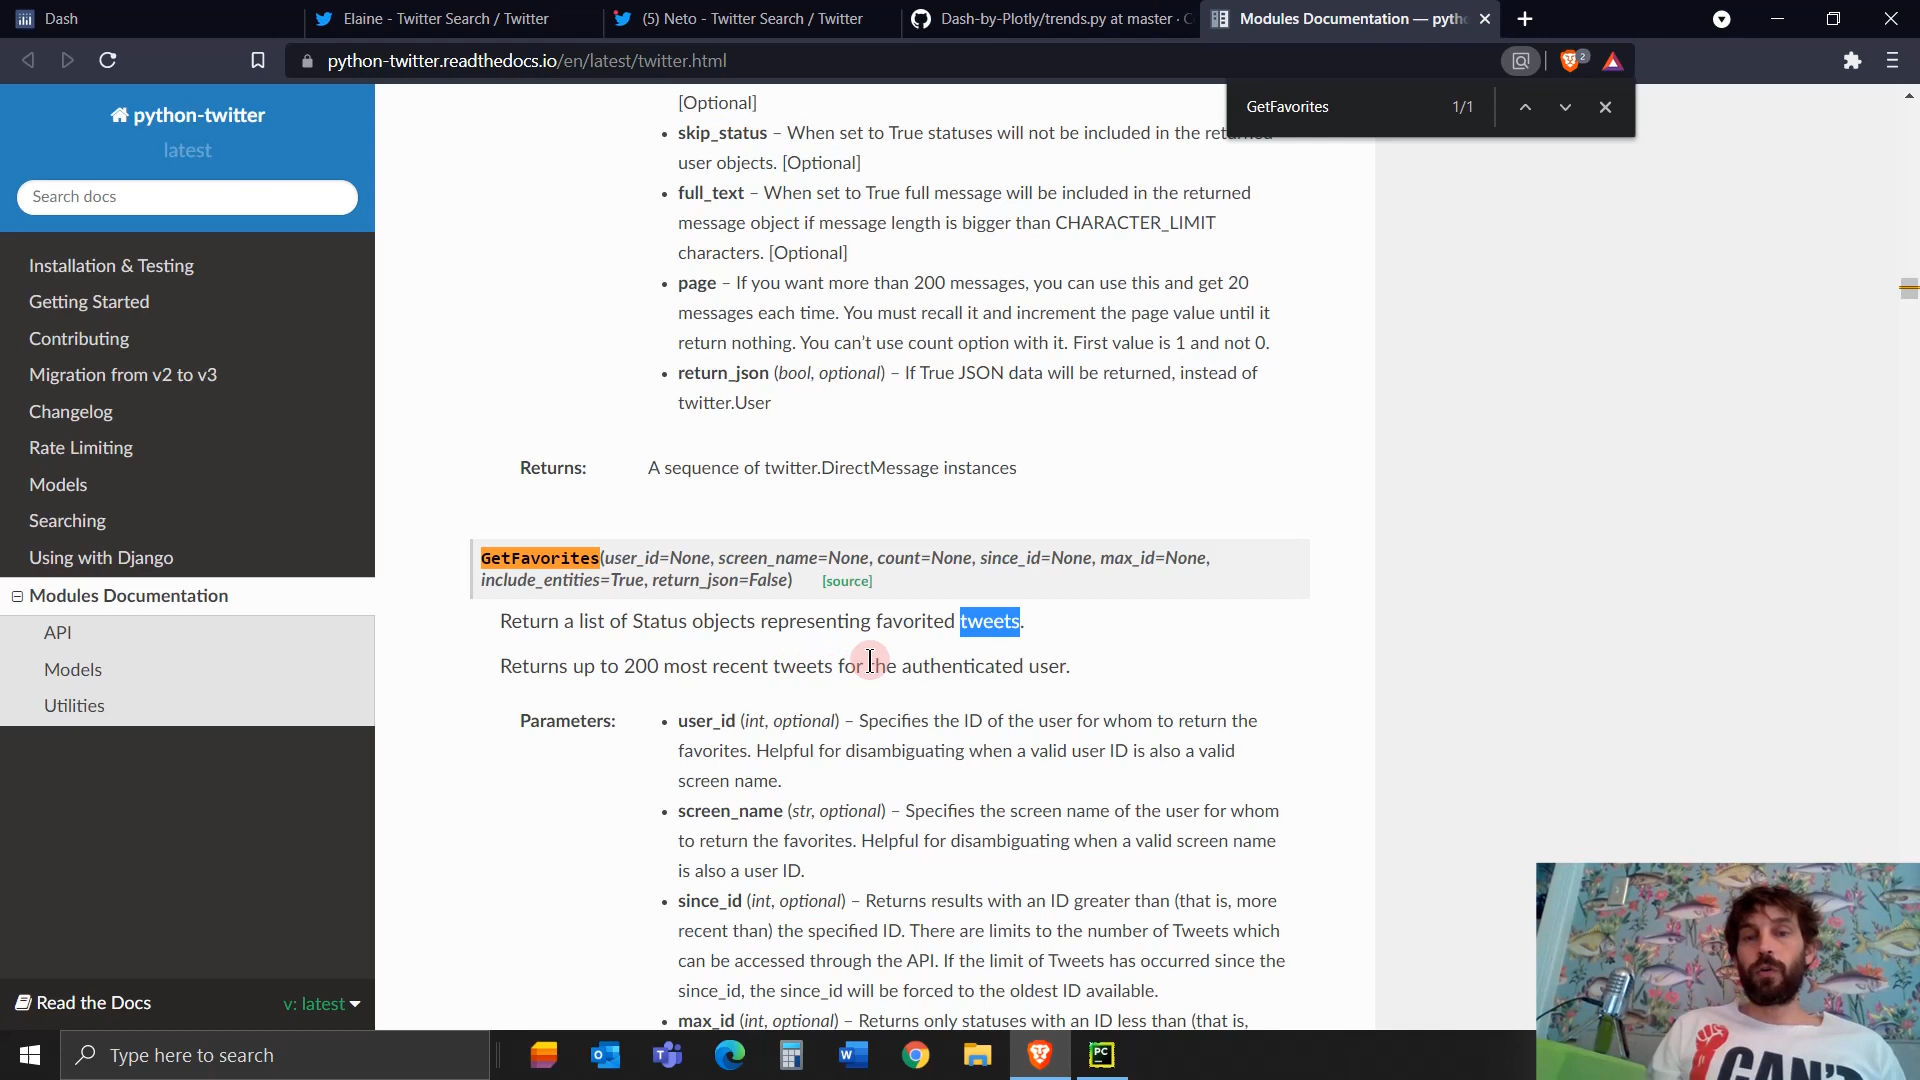 Dash
Elaine - Twitter Search / Twitter
(5) Neto - Twitter Search / Twitter
Dash-by-Plotly/trends.py at master · C
Modules Documentation — pyth
python-twitter.readthedocs.io/en/latest/twitter.html
2
GetFavorites
1/1
python-twitter
latest
Search docs
Installation & Testing
Getting Started
Contributing
Migration from v2 to v3
Changelog
Rate Limiting
Models
Searching
Using with Django
Modules Documentation
API
Models
Utilities
Read the Docs
v: latest
[Optional]
skip_status – When set to True statuses will not be included in the returned
user objects. [Optional]
full_text – When set to True full message will be included in the returned
message object if message length is bigger than CHARACTER_LIMIT
characters. [Optional]
page – If you want more than 200 messages, you can use this and get 20
messages each time. You must recall it and increment the page value until it
return nothing. You can't use count option with it. First value is 1 and not 0.
return_json (bool, optional) – If True JSON data will be returned, instead of
twitter.User
Returns: A sequence of twitter.DirectMessage instances
GetFavorites(user_id=None, screen_name=None, count=None, since_id=None, max_id=None,
include_entities=True, return_json=False) [source]
Return a list of Status objects representing favorited tweets.
Returns up to 200 most recent tweets for the authenticated user.
Parameters:
user_id (int, optional) – Specifies the ID of the user for whom to return the
favorites. Helpful for disambiguating when a valid user ID is also a valid
screen name.
screen_name (str, optional) – Specifies the screen name of the user for whom
to return the favorites. Helpful for disambiguating when a valid screen name
is also a user ID.
since_id (int, optional) – Returns results with an ID greater than (that is, more
recent than) the specified ID. There are limits to the number of Tweets which
can be accessed through the API. If the limit of Tweets has occurred since the
since_id, the since_id will be forced to the oldest ID available.
max_id (int, optional) – Returns only statuses with an ID less than (that is,
CAN'T
Type here to search
PC